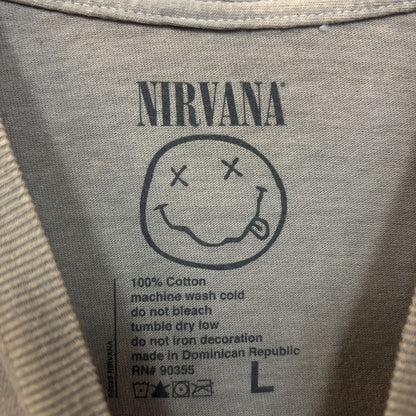 NIRVANA
100% Cotton
machine wash cold
do not bleach
tumble dry low
do not iron decoration
made in Dominican Republic
RN# 90355
L
NIRVANA